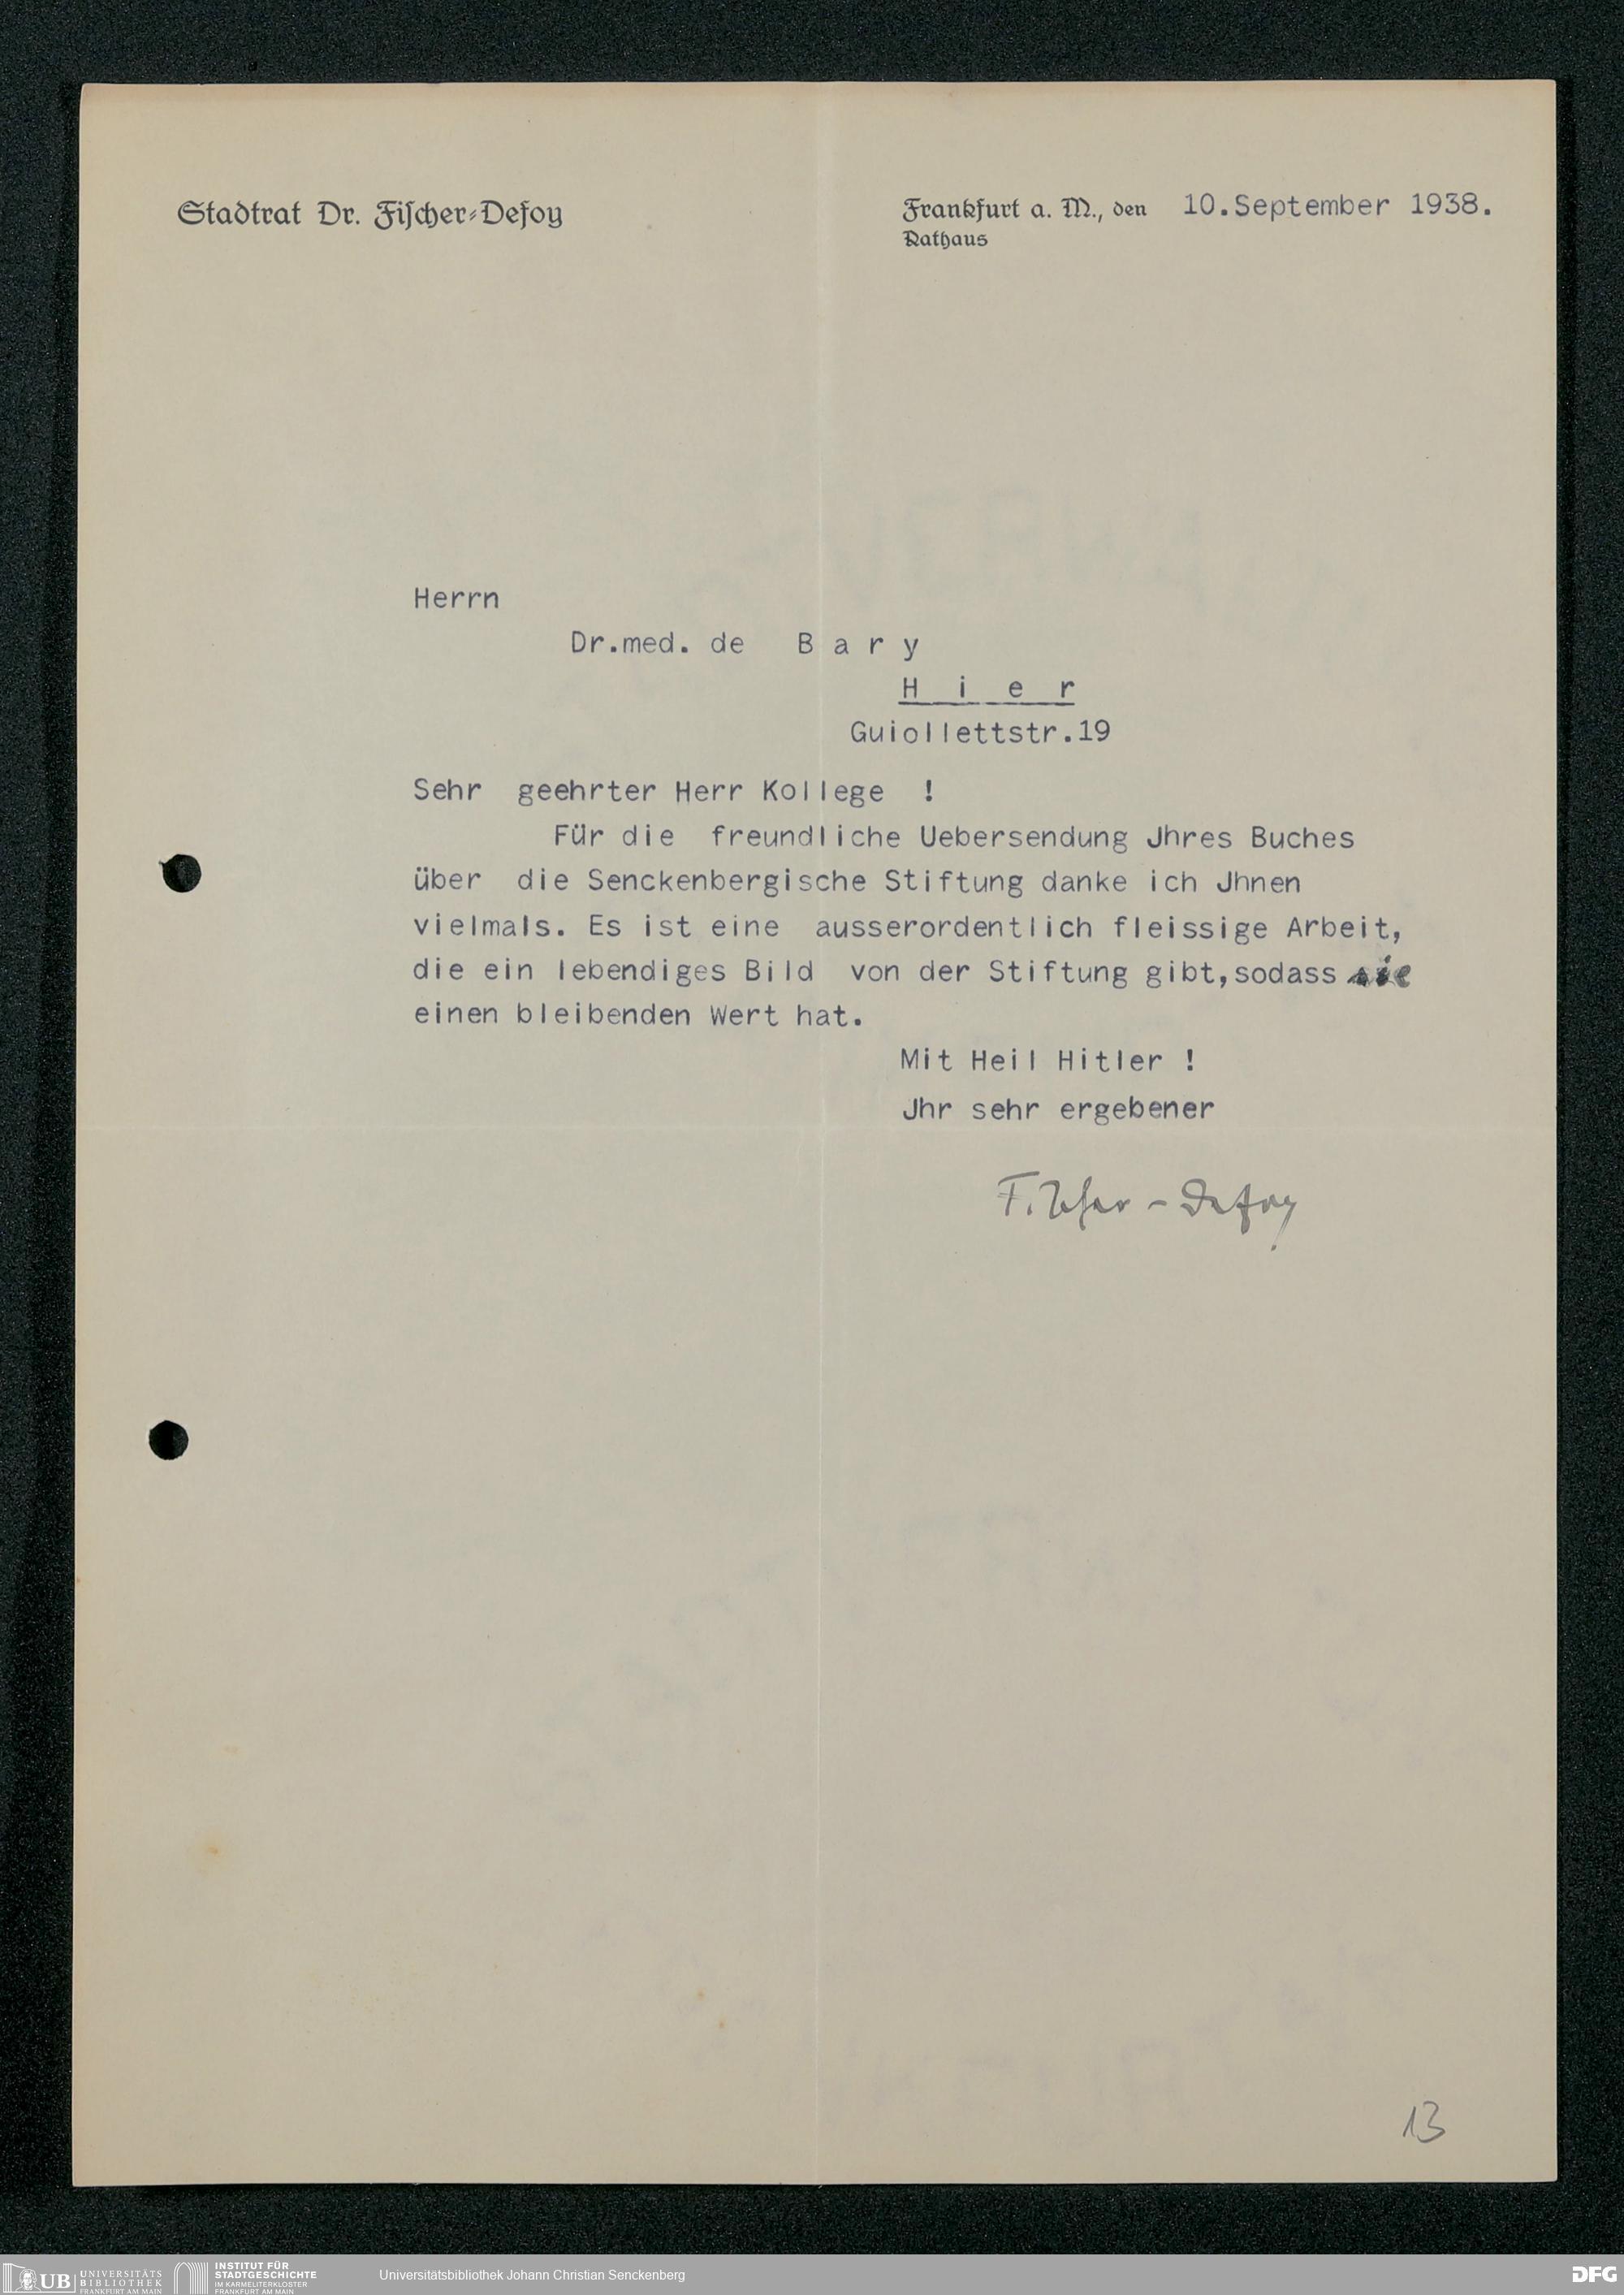 Stadtrat Dr. Fischer-Defoy
Frankfurt a. M., den 10.September 1938.
Rathaus
Herrn
Dr.med. de B a r y
H i e r
Guiollettstr.19
Sehr geehrter Herr Kollege !
Für die freundliche Uebersendung Jhres Buches
über die Senckenbergische Stiftung danke ich Jhnen
vielmals. Es ist eine ausserordentlich fleissige Arbeit,
die ein lebendiges Bild von der Stiftung gibt,sodass sie
einen bleibenden Wert hat.
Mit Heil Hitler !
Jhr sehr ergebener
Fischer-Defoy
13
UB UNIVERSITÄTS
BIBLIOTHEK
FRANKFURT AM MAIN
INSTITUT FÜR
STADTGESCHICHTE
IM KARMELITERKLOSTER
FRANKFURT AM MAIN
Universitätsbibliothek Johann Christian Senckenberg
DFG